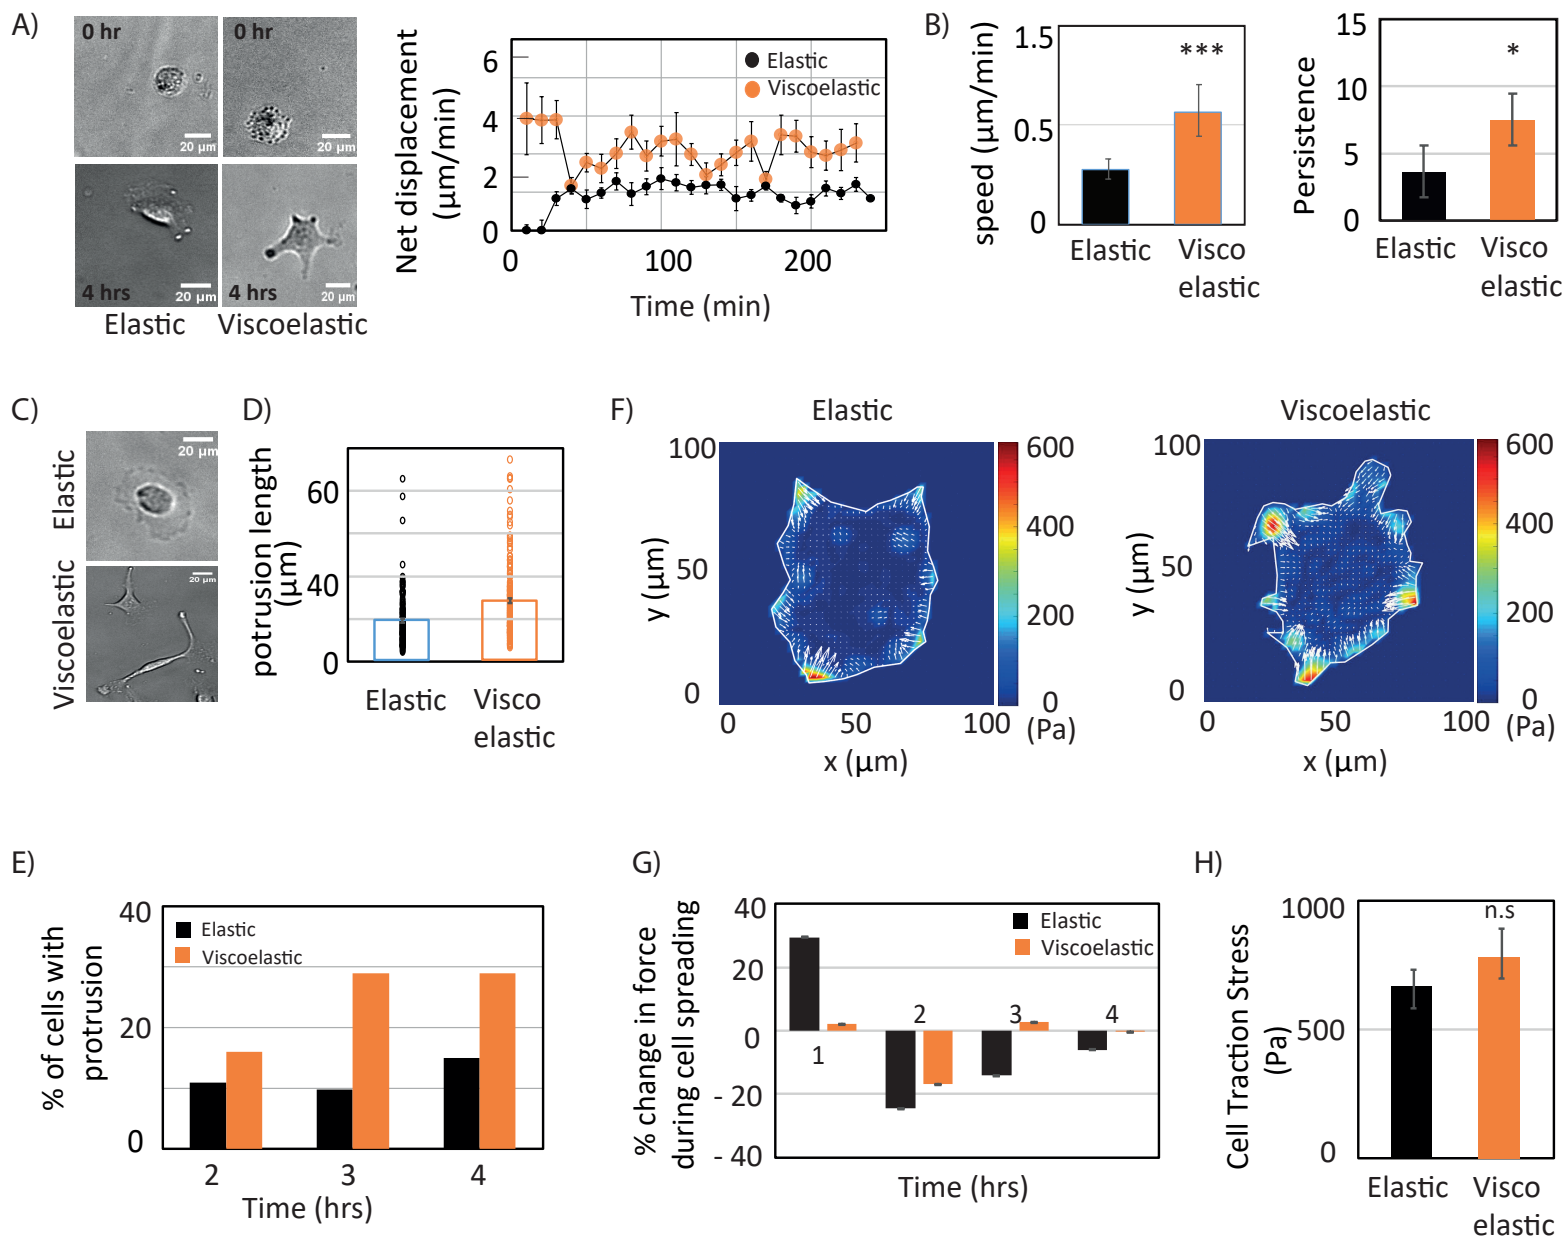 A)
0 hr
20 µm
0 hr
20 µm
4 hrs
20 µm
4 hrs
20 µm
Elastic
Viscoelastic
Net displacement
(µm/min)
6
4
2
0
Elastic
Viscoelastic
0
100
200
Time (min)
B)
speed (µm/min)
1.5
0.5
0
***
Elastic
Visco
elastic
Persistence
15
10
5
0
*
Elastic
Visco
elastic
C)
Elastic
20 µm
Viscoelastic
20 µm
D)
potrusion length
(µm)
60
40
0
Elastic
Visco
elastic
F)
Elastic
y (µm)
100
50
0
0
50
100
x (µm)
600
400
200
0
(Pa)
Viscoelastic
y (µm)
100
50
0
0
50
100
x (µm)
600
400
200
0
(Pa)
E)
% of cells with
protrusion
40
20
0
Elastic
Viscoelastic
2
3
4
Time (hrs)
G)
% change in force
during cell spreading
40
20
0
- 20
- 40
Elastic
Viscoelastic
1
2
3
4
Time (hrs)
H)
Cell Traction Stress
(Pa)
1000
500
0
n.s
Elastic
Visco
elastic